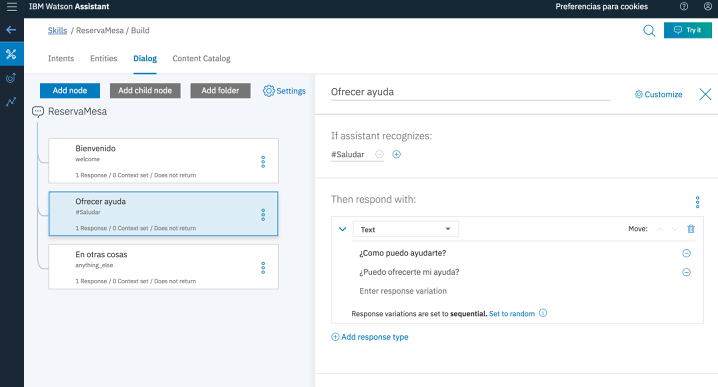 IBM Watson Assistant
Preferencias para cookies
Skills / ReservaMesa / Build
Try it
Intents Entities Dialog Content Catalog
Add node Add child node Add folder Settings
ReservaMesa
Bienvenido
welcome
1 Response / 0 Context set / Does not return
Ofrecer ayuda
#Saludar
1 Response / 0 Context set / Does not return
En otras cosas
anything_else
1 Response / 0 Context set / Does not return
Ofrecer ayuda
Customize
If assistant recognizes:
#Saludar
Then respond with:
Text
Move:
¿Como puedo ayudarte?
¿Puedo ofrecerte mi ayuda?
Enter response variation
Response variations are set to sequential. Set to random
Add response type